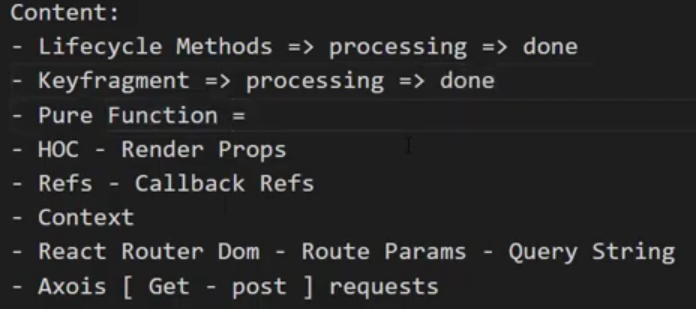 Content:
- Lifecycle Methods => processing => done
- Keyfragment => processing => done
- Pure Function =
- HOC - Render Props
- Refs - Callback Refs
- Context
- React Router Dom - Route Params - Query String
- Axois [ Get - post ] requests